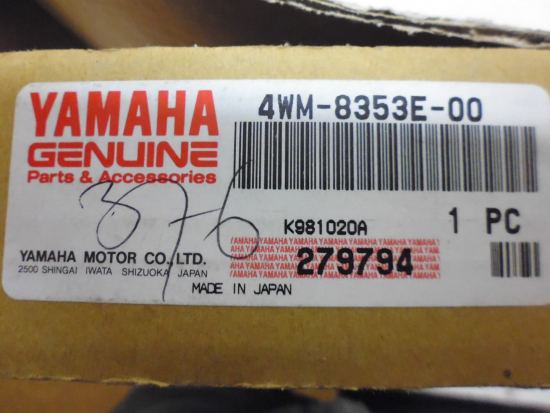 YAMAHA
GENUINE
Parts & Accessories
4WM-8353E-00
376
K981020A
1 PC
YAMAHA MOTOR CO., LTD.
2500 SHINGAI IWATA SHIZUOKA JAPAN
279794
MADE IN JAPAN